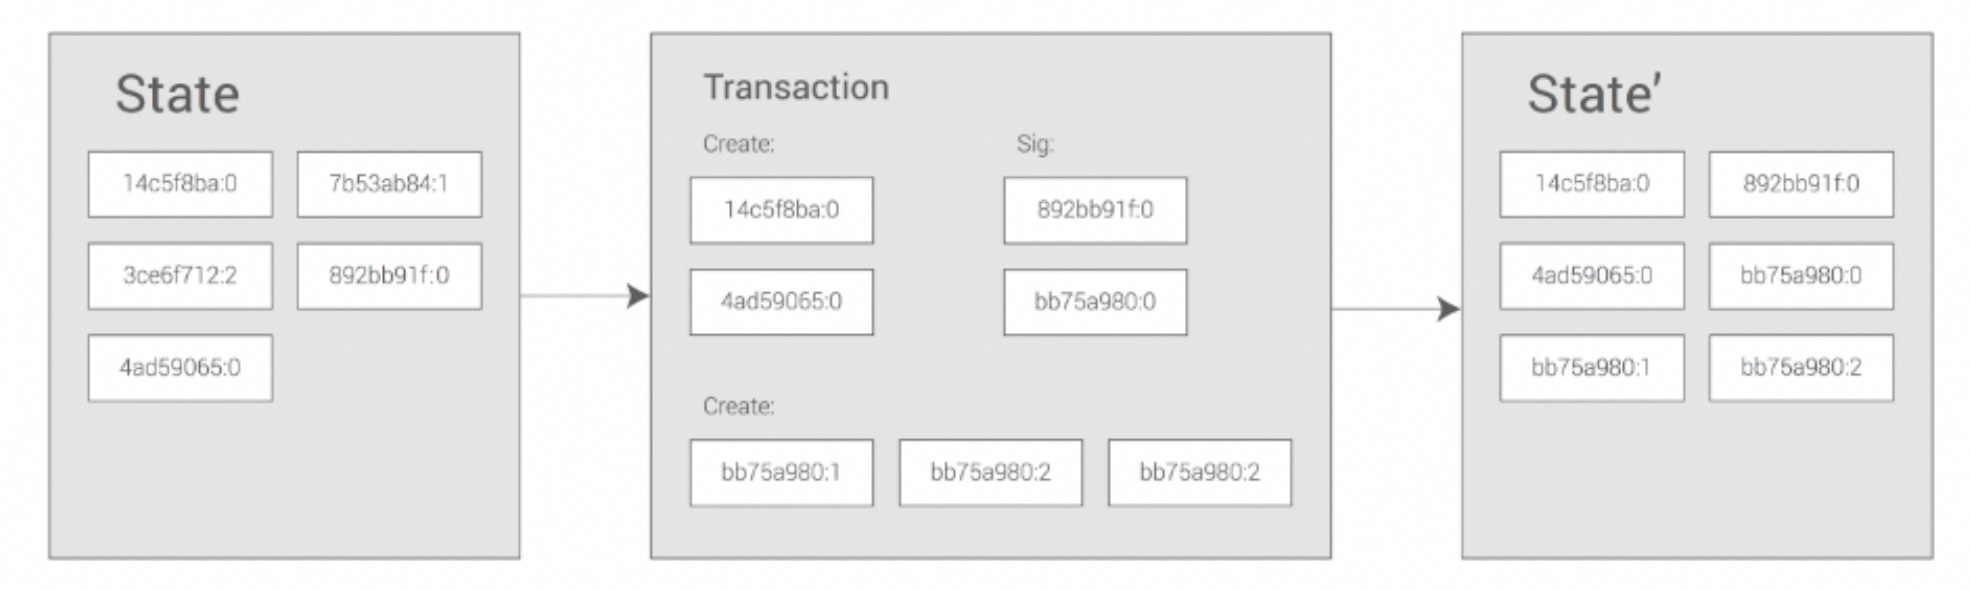 State
14c5f8ba:0 7b53ab84:1
3ce6f712:2 892bb91f:0
4ad59065:0
Transaction
Create: Sig:
14c5f8ba:0 892bb91f:0
4ad59065:0 bb75a980:0
Create:
bb75a980:1 bb75a980:2 bb75a980:2
State’
14c5f8ba:0 892bb91f:0
4ad59065:0 bb75a980:0
bb75a980:1 bb75a980:2